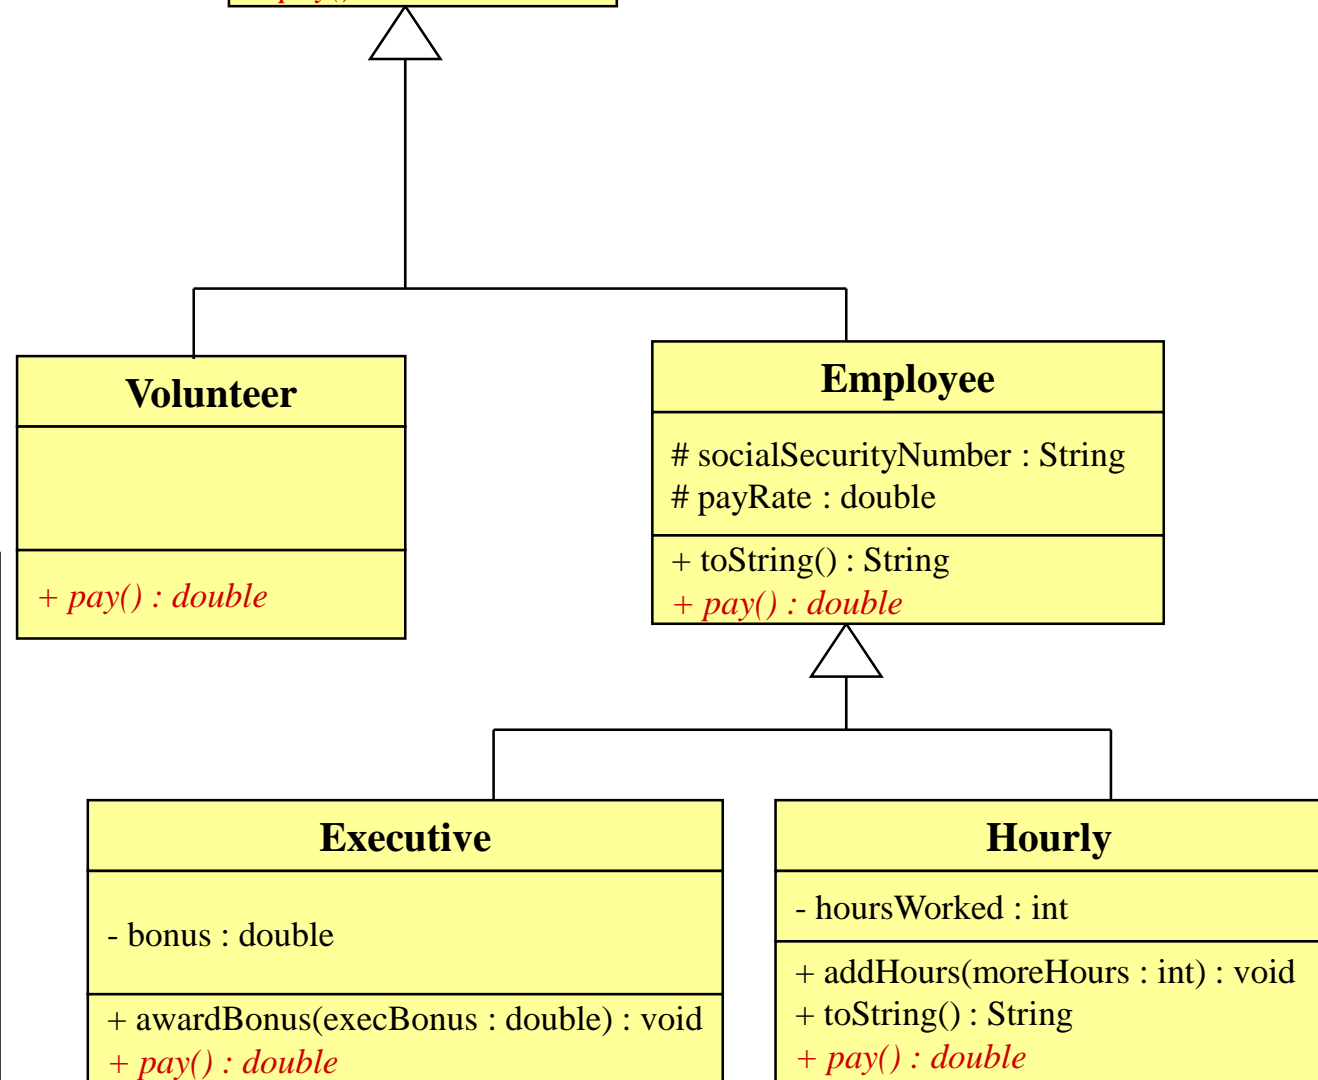 Volunteer
+ pay() : double
Employee
# socialSecurityNumber : String
# payRate : double
+ toString() : String
+ pay() : double
Executive
- bonus : double
+ awardBonus(execBonus : double) : void
+ pay() : double
Hourly
- hoursWorked : int
+ addHours(moreHours : int) : void
+ toString() : String
+ pay() : double